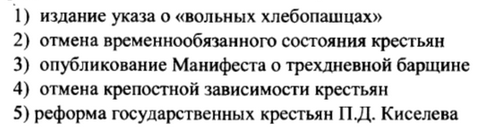 1) издание указа о «вольных хлебопашцах»
2) отмена временнообязанного состояния крестьян
3) опубликование Манифеста о трехдневной барщине
4) отмена крепостной зависимости крестьян
5) реформа государственных крестьян П.Д. Киселева